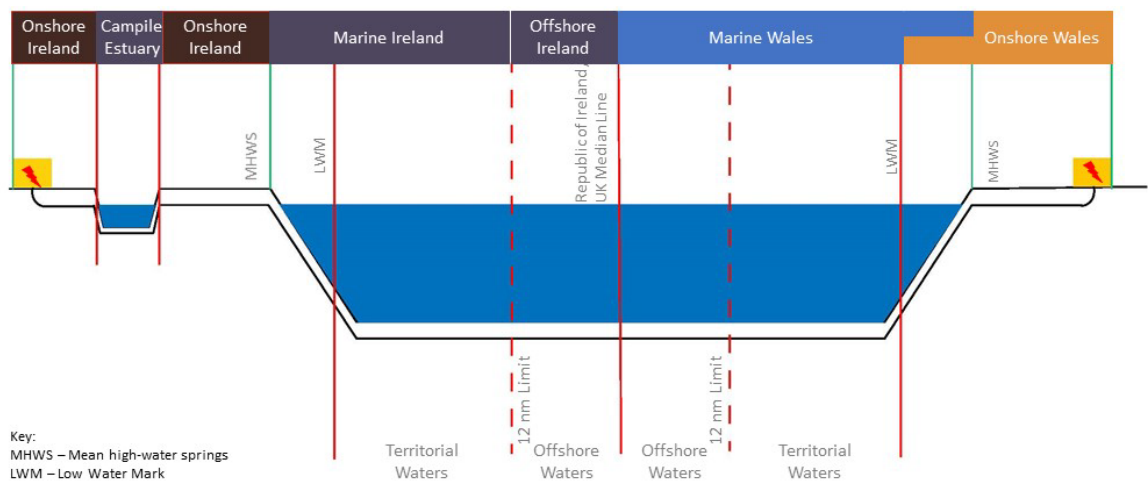 Onshore
Ireland
Campile
Estuary
Onshore
Ireland
Marine Ireland
Offshore
Ireland
Marine Wales
Onshore Wales
MHWS
LWM
Republic of Ireland /
UK Median Line
LWM
MHWS
12 nm Limit
12 nm Limit
Territorial
Waters
Offshore
Waters
Offshore
Waters
Territorial
Waters
Key:
MHWS – Mean high-water springs
LWM – Low Water Mark